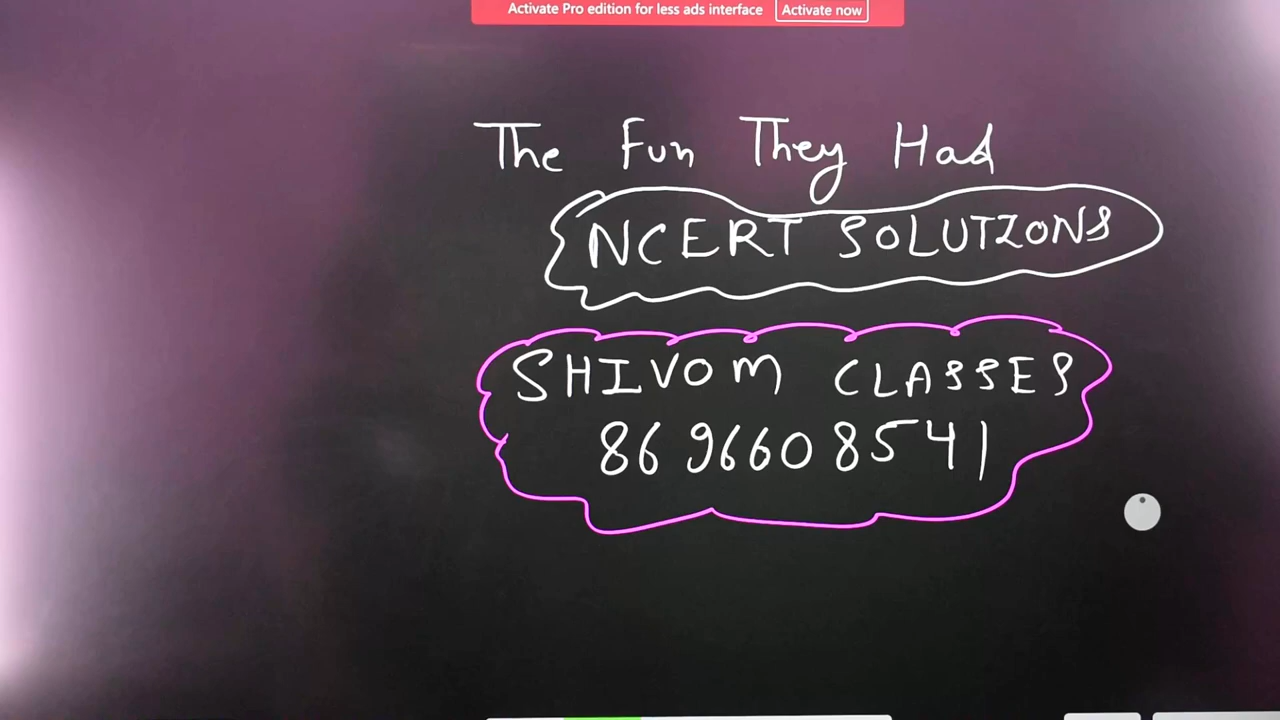 Activate Pro edition for less ads interface Activate now
The Fun They Had
NCERT SOLUTIONS
SHIVOM CLASSES
8696608541